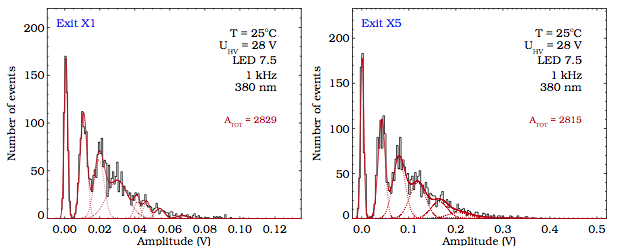 Exit X1
T = 25°C
U_HV = 28 V
LED 7.5
1 kHz
380 nm
A_TOT = 2829
Number of events
200
150
100
50
0
0.00 0.02 0.04 0.06 0.08 0.10 0.12
Amplitude (V)
Exit X5
T = 25°C
U_HV = 28 V
LED 7.5
1 kHz
380 nm
A_TOT = 2815
Number of events
200
150
100
50
0
0.0 0.1 0.2 0.3 0.4 0.5
Amplitude (V)